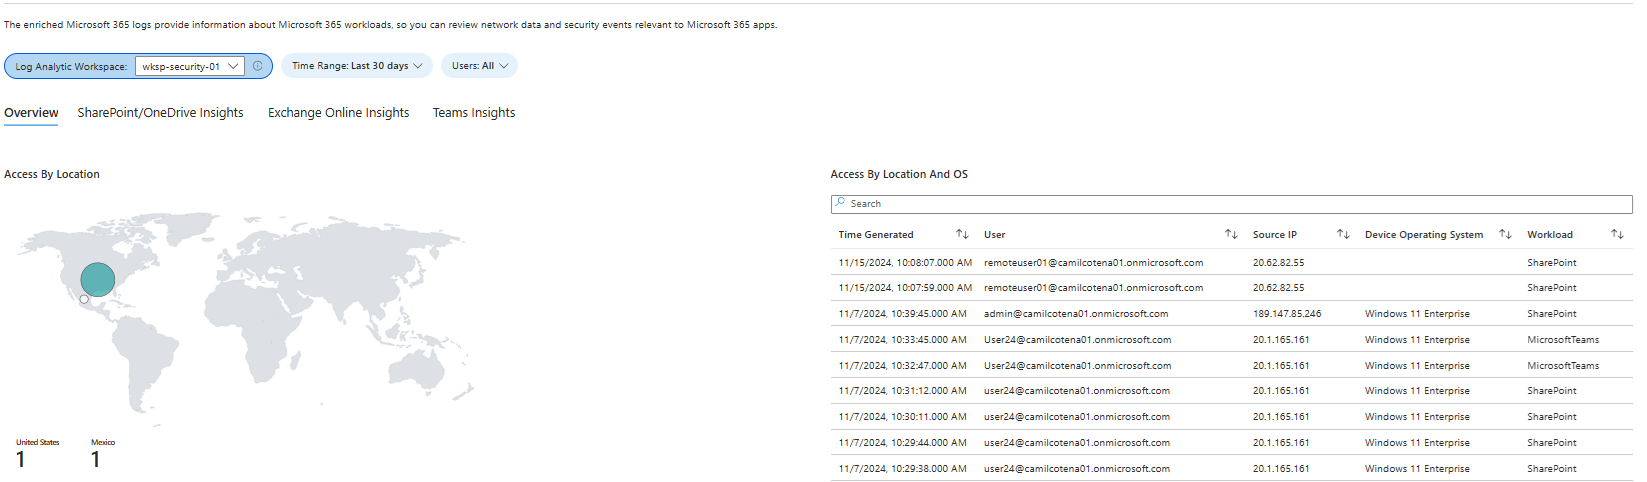 The enriched Microsoft 365 logs provide information about Microsoft 365 workloads, so you can review network data and security events relevant to Microsoft 365 apps.
Log Analytic Workspace: wksp-security-01 Time Range: Last 30 days Users: All
Overview SharePoint/OneDrive Insights Exchange Online Insights Teams Insights
Access By Location
United States Mexico
1 1
Access By Location And OS
Search
Time Generated User Source IP Device Operating System Workload
11/15/2024, 10:08:07.000 AM remoteuser01@camilcotena01.onmicrosoft.com 20.62.82.55 SharePoint
11/15/2024, 10:07:59.000 AM remoteuser01@camilcotena01.onmicrosoft.com 20.62.82.55 SharePoint
11/7/2024, 10:39:45.000 AM admin@camilcotena01.onmicrosoft.com 189.147.85.246 Windows 11 Enterprise SharePoint
11/7/2024, 10:33:45.000 AM User24@camilcotena01.onmicrosoft.com 20.1.165.161 Windows 11 Enterprise MicrosoftTeams
11/7/2024, 10:32:47.000 AM User24@camilcotena01.onmicrosoft.com 20.1.165.161 Windows 11 Enterprise MicrosoftTeams
11/7/2024, 10:31:12.000 AM user24@camilcotena01.onmicrosoft.com 20.1.165.161 Windows 11 Enterprise SharePoint
11/7/2024, 10:30:11.000 AM user24@camilcotena01.onmicrosoft.com 20.1.165.161 Windows 11 Enterprise SharePoint
11/7/2024, 10:29:44.000 AM user24@camilcotena01.onmicrosoft.com 20.1.165.161 Windows 11 Enterprise SharePoint
11/7/2024, 10:29:38.000 AM user24@camilcotena01.onmicrosoft.com 20.1.165.161 Windows 11 Enterprise SharePoint